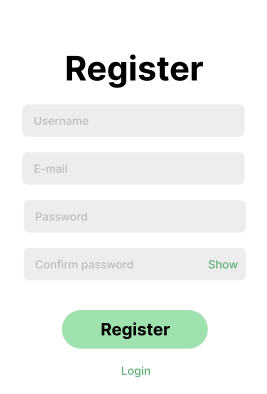 Register
Username
E-mail
Password
Confirm password Show
Register
Login